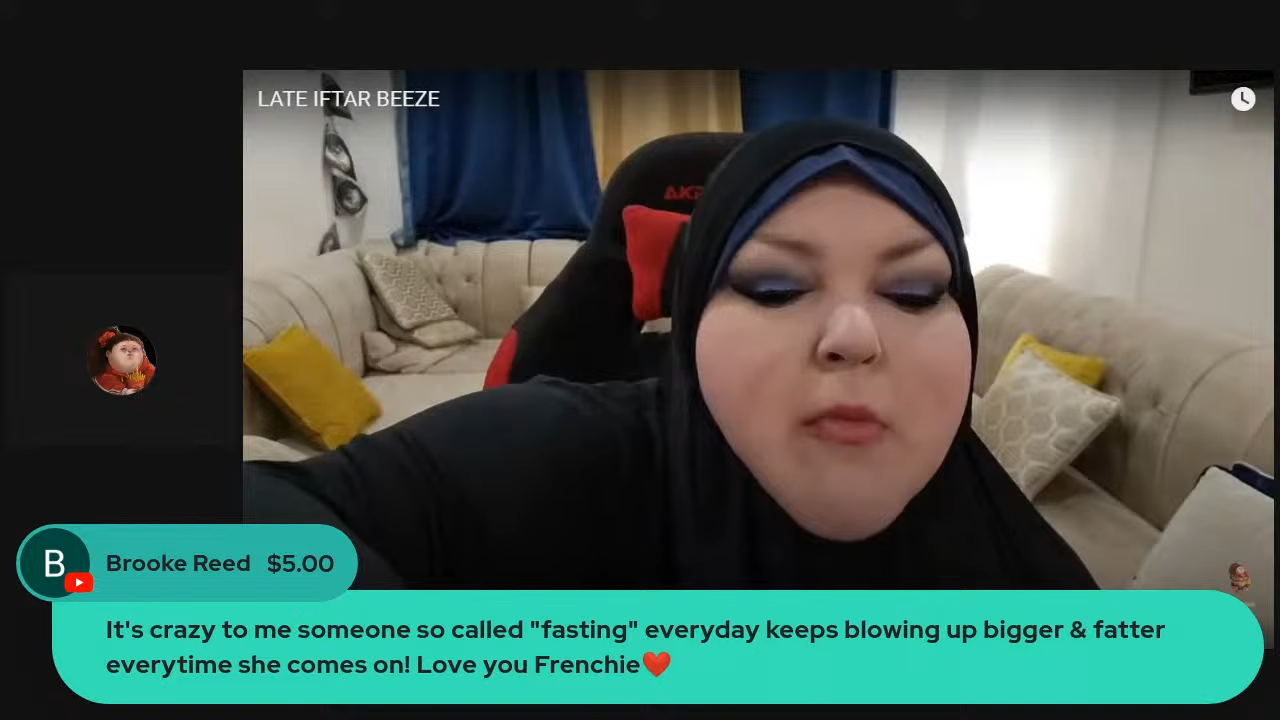 LATE IFTAR BEEZE
B
Brooke Reed $5.00
It's crazy to me someone so called "fasting" everyday keeps blowing up bigger & fatter
everytime she comes on! Love you Frenchie❤️